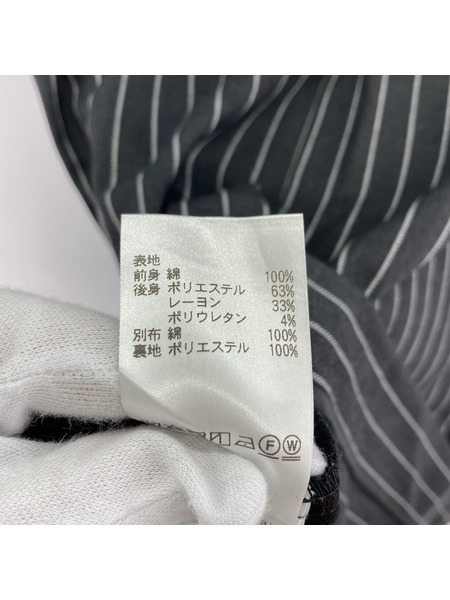 表地
前身 綿 100%
後身 ポリエステル 63%
レーヨン 33%
ポリウレタン 4%
別布 綿 100%
裏地 ポリエステル 100%
F W